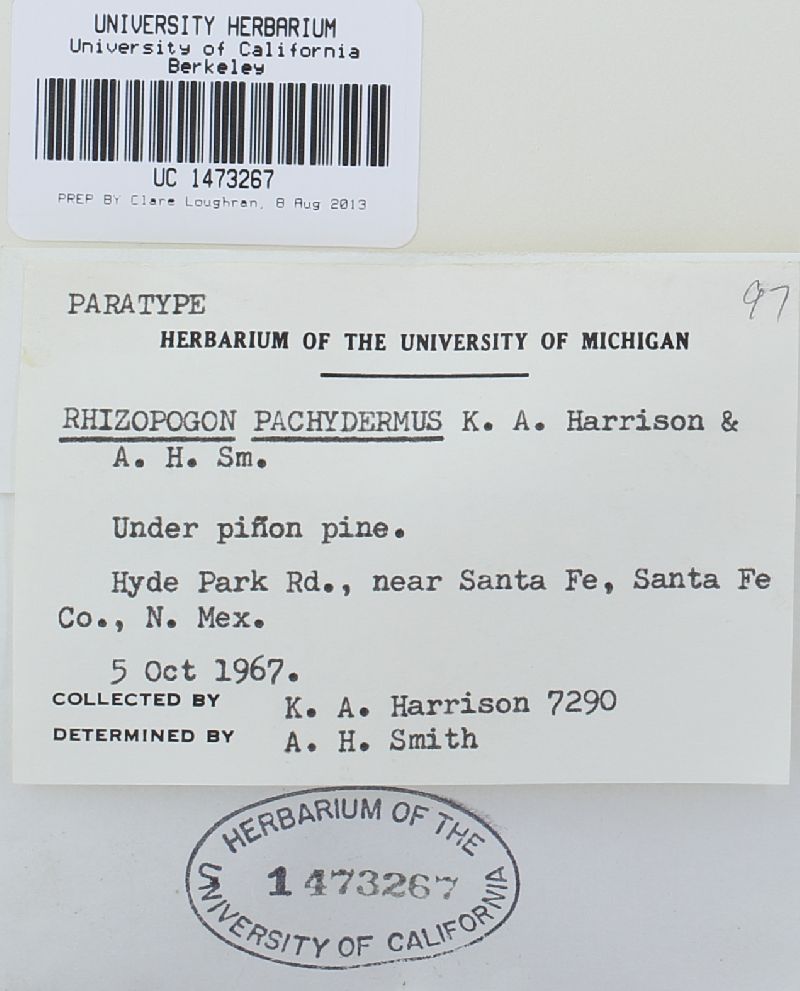 UNIVERSITY HERBARIUM
University of California
Berkeley
UC 1473267
PREP BY Clare Loughran, 8 Aug 2013
97
PARATYPE
HERBARIUM OF THE UNIVERSITY OF MICHIGAN
RHIZOPOGON PACHYDERMUS K. A. Harrison &
A. H. Sm.
Under piñon pine.
Hyde Park Rd., near Santa Fe, Santa Fe
Co., N. Mex.
5 Oct 1967.
COLLECTED BY K. A. Harrison 7290
DETERMINED BY A. H. Smith
HERBARIUM OF THE
1473267
UNIVERSITY OF CALIFORNIA